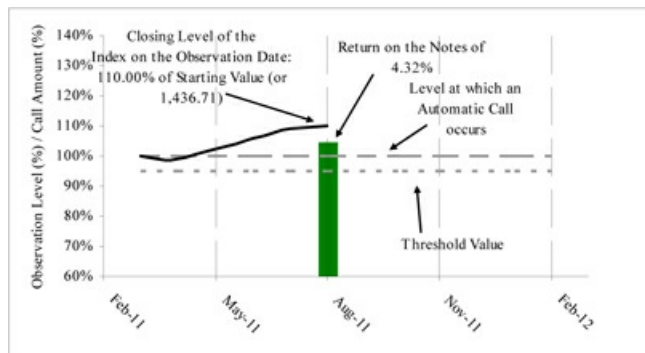 140%
130%
120%
110%
100%
90%
80%
70%
60%
Observation Level (%) / Call Amount (%)
Closing Level of the
Index on the Observation Date:
110.00% of Starting Value (or
1,436.71)
Return on the Notes of
4.32%
Level at which an
Automatic Call
occurs
Threshold Value
Feb-11
May-11
Aug-11
Nov-11
Feb-12